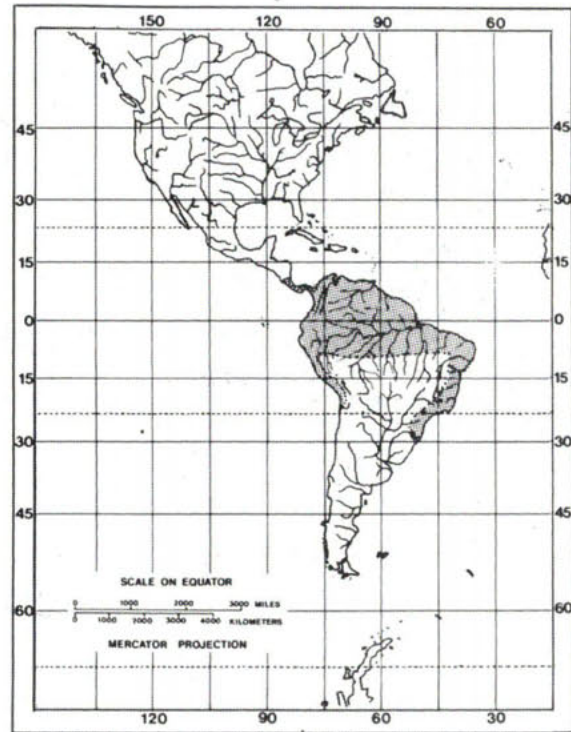 150 120 90 60
45 45
30 30
15 15
0 0
15 15
30 30
45 45
SCALE ON EQUATOR
0 1000 2000 3000 MILES
0 1000 2000 3000 4000 KILOMETERS
60 60
MERCATOR PROJECTION
120 90 60 30